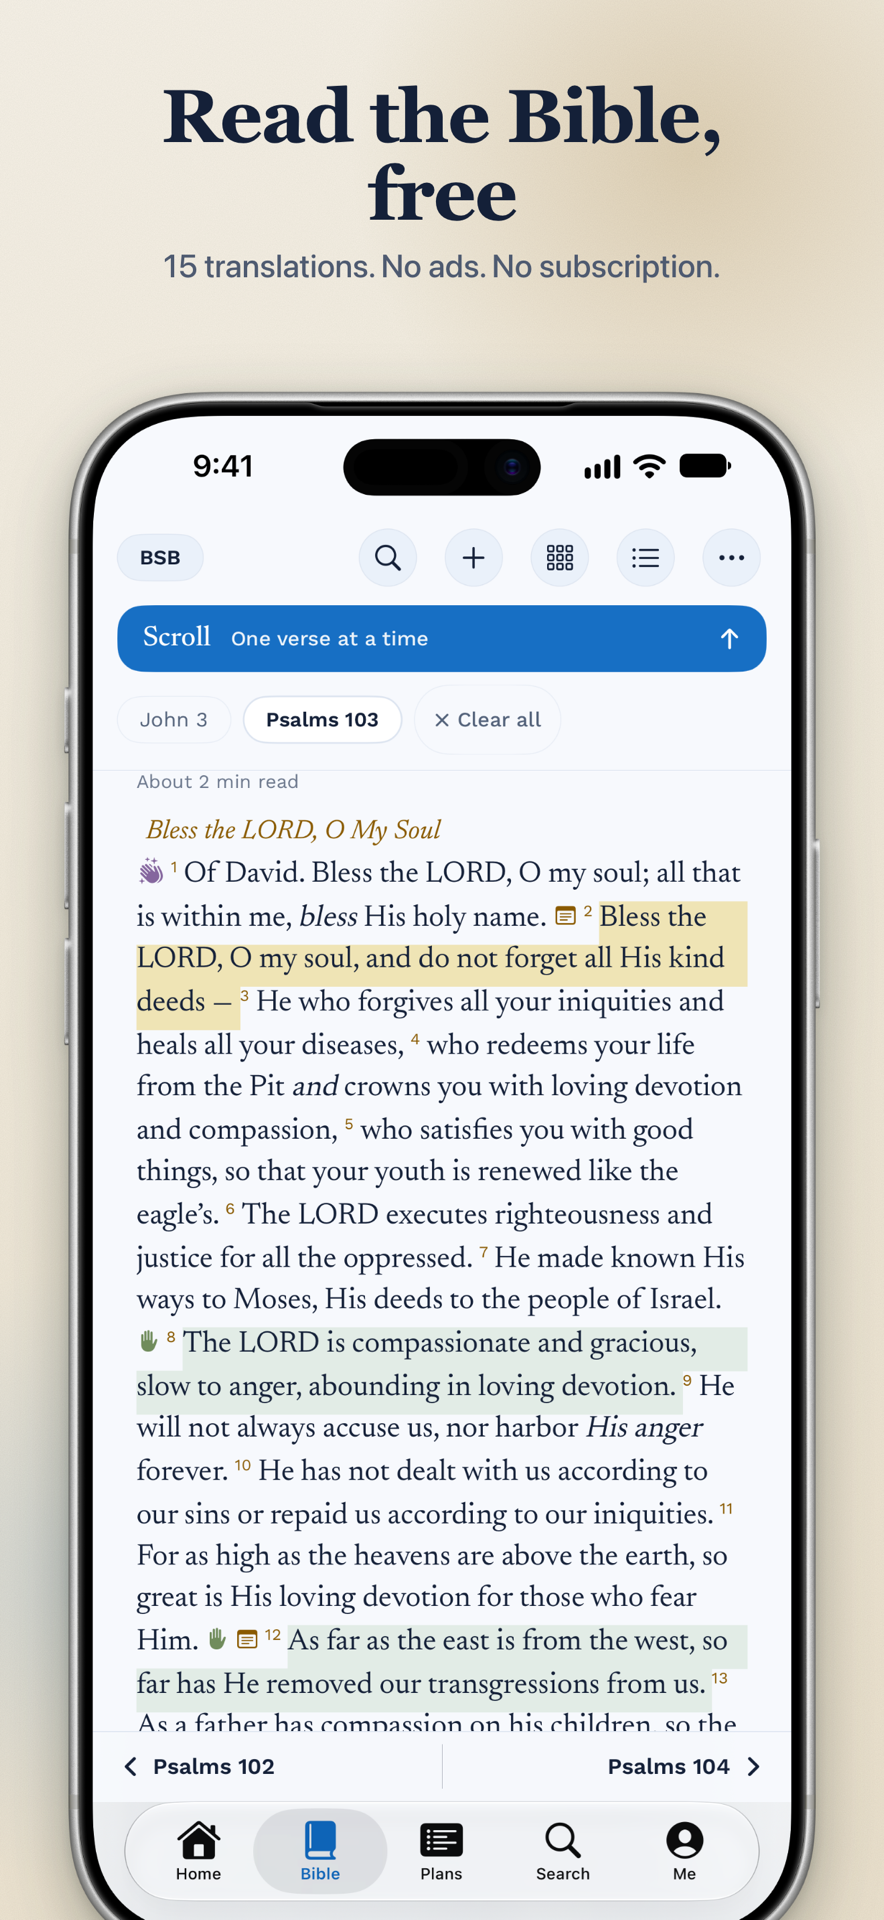 Read the Bible,
free
15 translations. No ads. No subscription.
9:41
BSB
Scroll One verse at a time
John 3 Psalms 103 Clear all
About 2 min read
Bless the LORD, O My Soul
1 Of David. Bless the LORD, O my soul; all that
is within me, bless His holy name. 2 Bless the
LORD, O my soul, and do not forget all His kind
deeds — 3 He who forgives all your iniquities and
heals all your diseases, 4 who redeems your life
from the Pit and crowns you with loving devotion
and compassion, 5 who satisfies you with good
things, so that your youth is renewed like the
eagle’s. 6 The LORD executes righteousness and
justice for all the oppressed. 7 He made known His
ways to Moses, His deeds to the people of Israel.
8 The LORD is compassionate and gracious,
slow to anger, abounding in loving devotion. 9 He
will not always accuse us, nor harbor His anger
forever. 10 He has not dealt with us according to
our sins or repaid us according to our iniquities. 11
For as high as the heavens are above the earth, so
great is His loving devotion for those who fear
Him. 12 As far as the east is from the west, so
far has He removed our transgressions from us. 13
As a father has compassion on his children, so the
Psalms 102 Psalms 104
Home Bible Plans Search Me